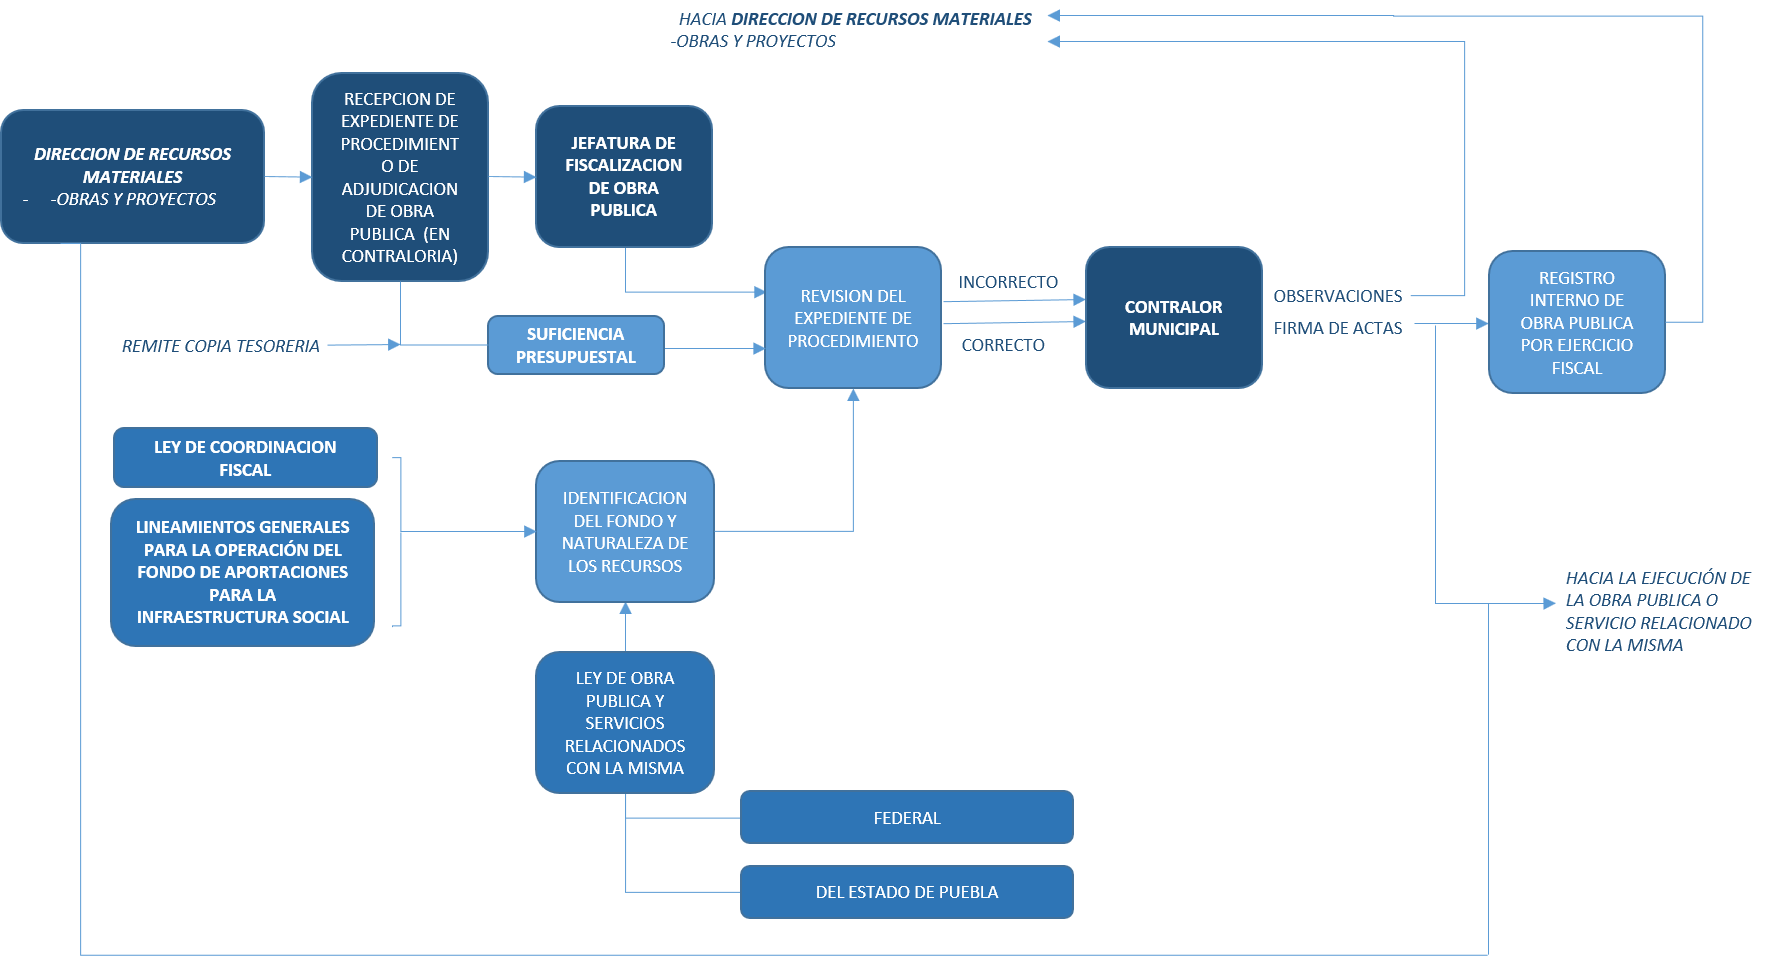 HACIA DIRECCION DE RECURSOS MATERIALES
-OBRAS Y PROYECTOS
DIRECCION DE RECURSOS
MATERIALES
- -OBRAS Y PROYECTOS
RECEPCION DE
EXPEDIENTE DE
PROCEDIMIENT
O DE
ADJUDICACION
DE OBRA
PUBLICA (EN
CONTRALORIA)
JEFATURA DE
FISCALIZACION
DE OBRA
PUBLICA
REMITE COPIA TESORERIA
SUFICIENCIA
PRESUPUESTAL
REVISION DEL
EXPEDIENTE DE
PROCEDIMIENTO
INCORRECTO
CORRECTO
CONTRALOR
MUNICIPAL
OBSERVACIONES
FIRMA DE ACTAS
REGISTRO
INTERNO DE
OBRA PUBLICA
POR EJERCICIO
FISCAL
LEY DE COORDINACION
FISCAL
LINEAMIENTOS GENERALES
PARA LA OPERACIÓN DEL
FONDO DE APORTACIONES
PARA LA
INFRAESTRUCTURA SOCIAL
IDENTIFICACION
DEL FONDO Y
NATURALEZA DE
LOS RECURSOS
HACIA LA EJECUCIÓN DE
LA OBRA PUBLICA O
SERVICIO RELACIONADO
CON LA MISMA
LEY DE OBRA
PUBLICA Y
SERVICIOS
RELACIONADOS
CON LA MISMA
FEDERAL
DEL ESTADO DE PUEBLA